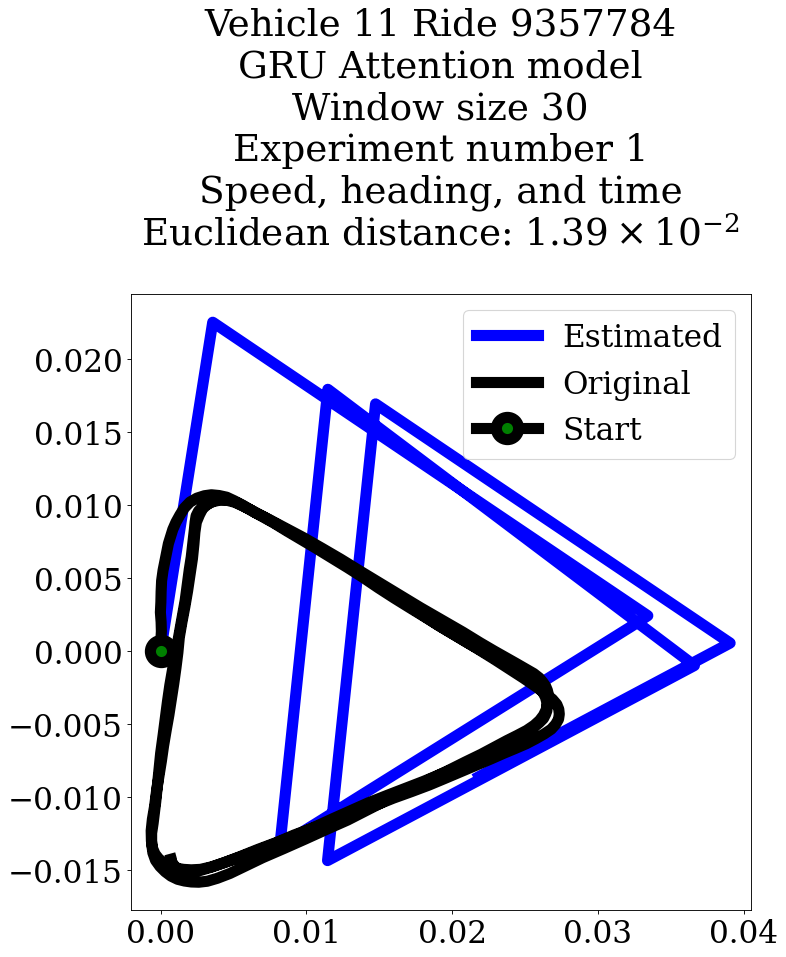 Vehicle 11 Ride 9357784
GRU Attention model
Window size 30
Experiment number 1
Speed, heading, and time
Euclidean distance: 1.39 × 10⁻²
Estimated
Original
Start
0.020
0.015
0.010
0.005
0.000
−0.005
−0.010
−0.015
0.00 0.01 0.02 0.03 0.04